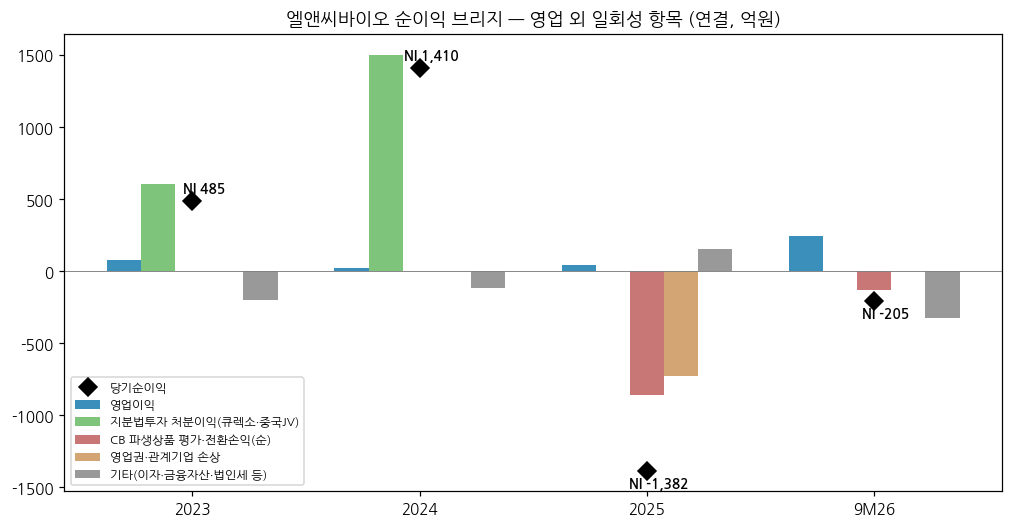 엘앤씨바이오 순이익 브리지 — 영업 외 일회성 항목 (연결, 억원)
1500
1000
500
0
-500
-1000
-1500
NI 485
NI 1,410
NI -1,382
NI -205
당기순이익
영업이익
지분법투자 처분이익(큐렉소·중국JV)
CB 파생상품 평가·전환손익(순)
영업권·관계기업 손상
기타(이자·금융자산·법인세 등)
2023
2024
2025
9M26